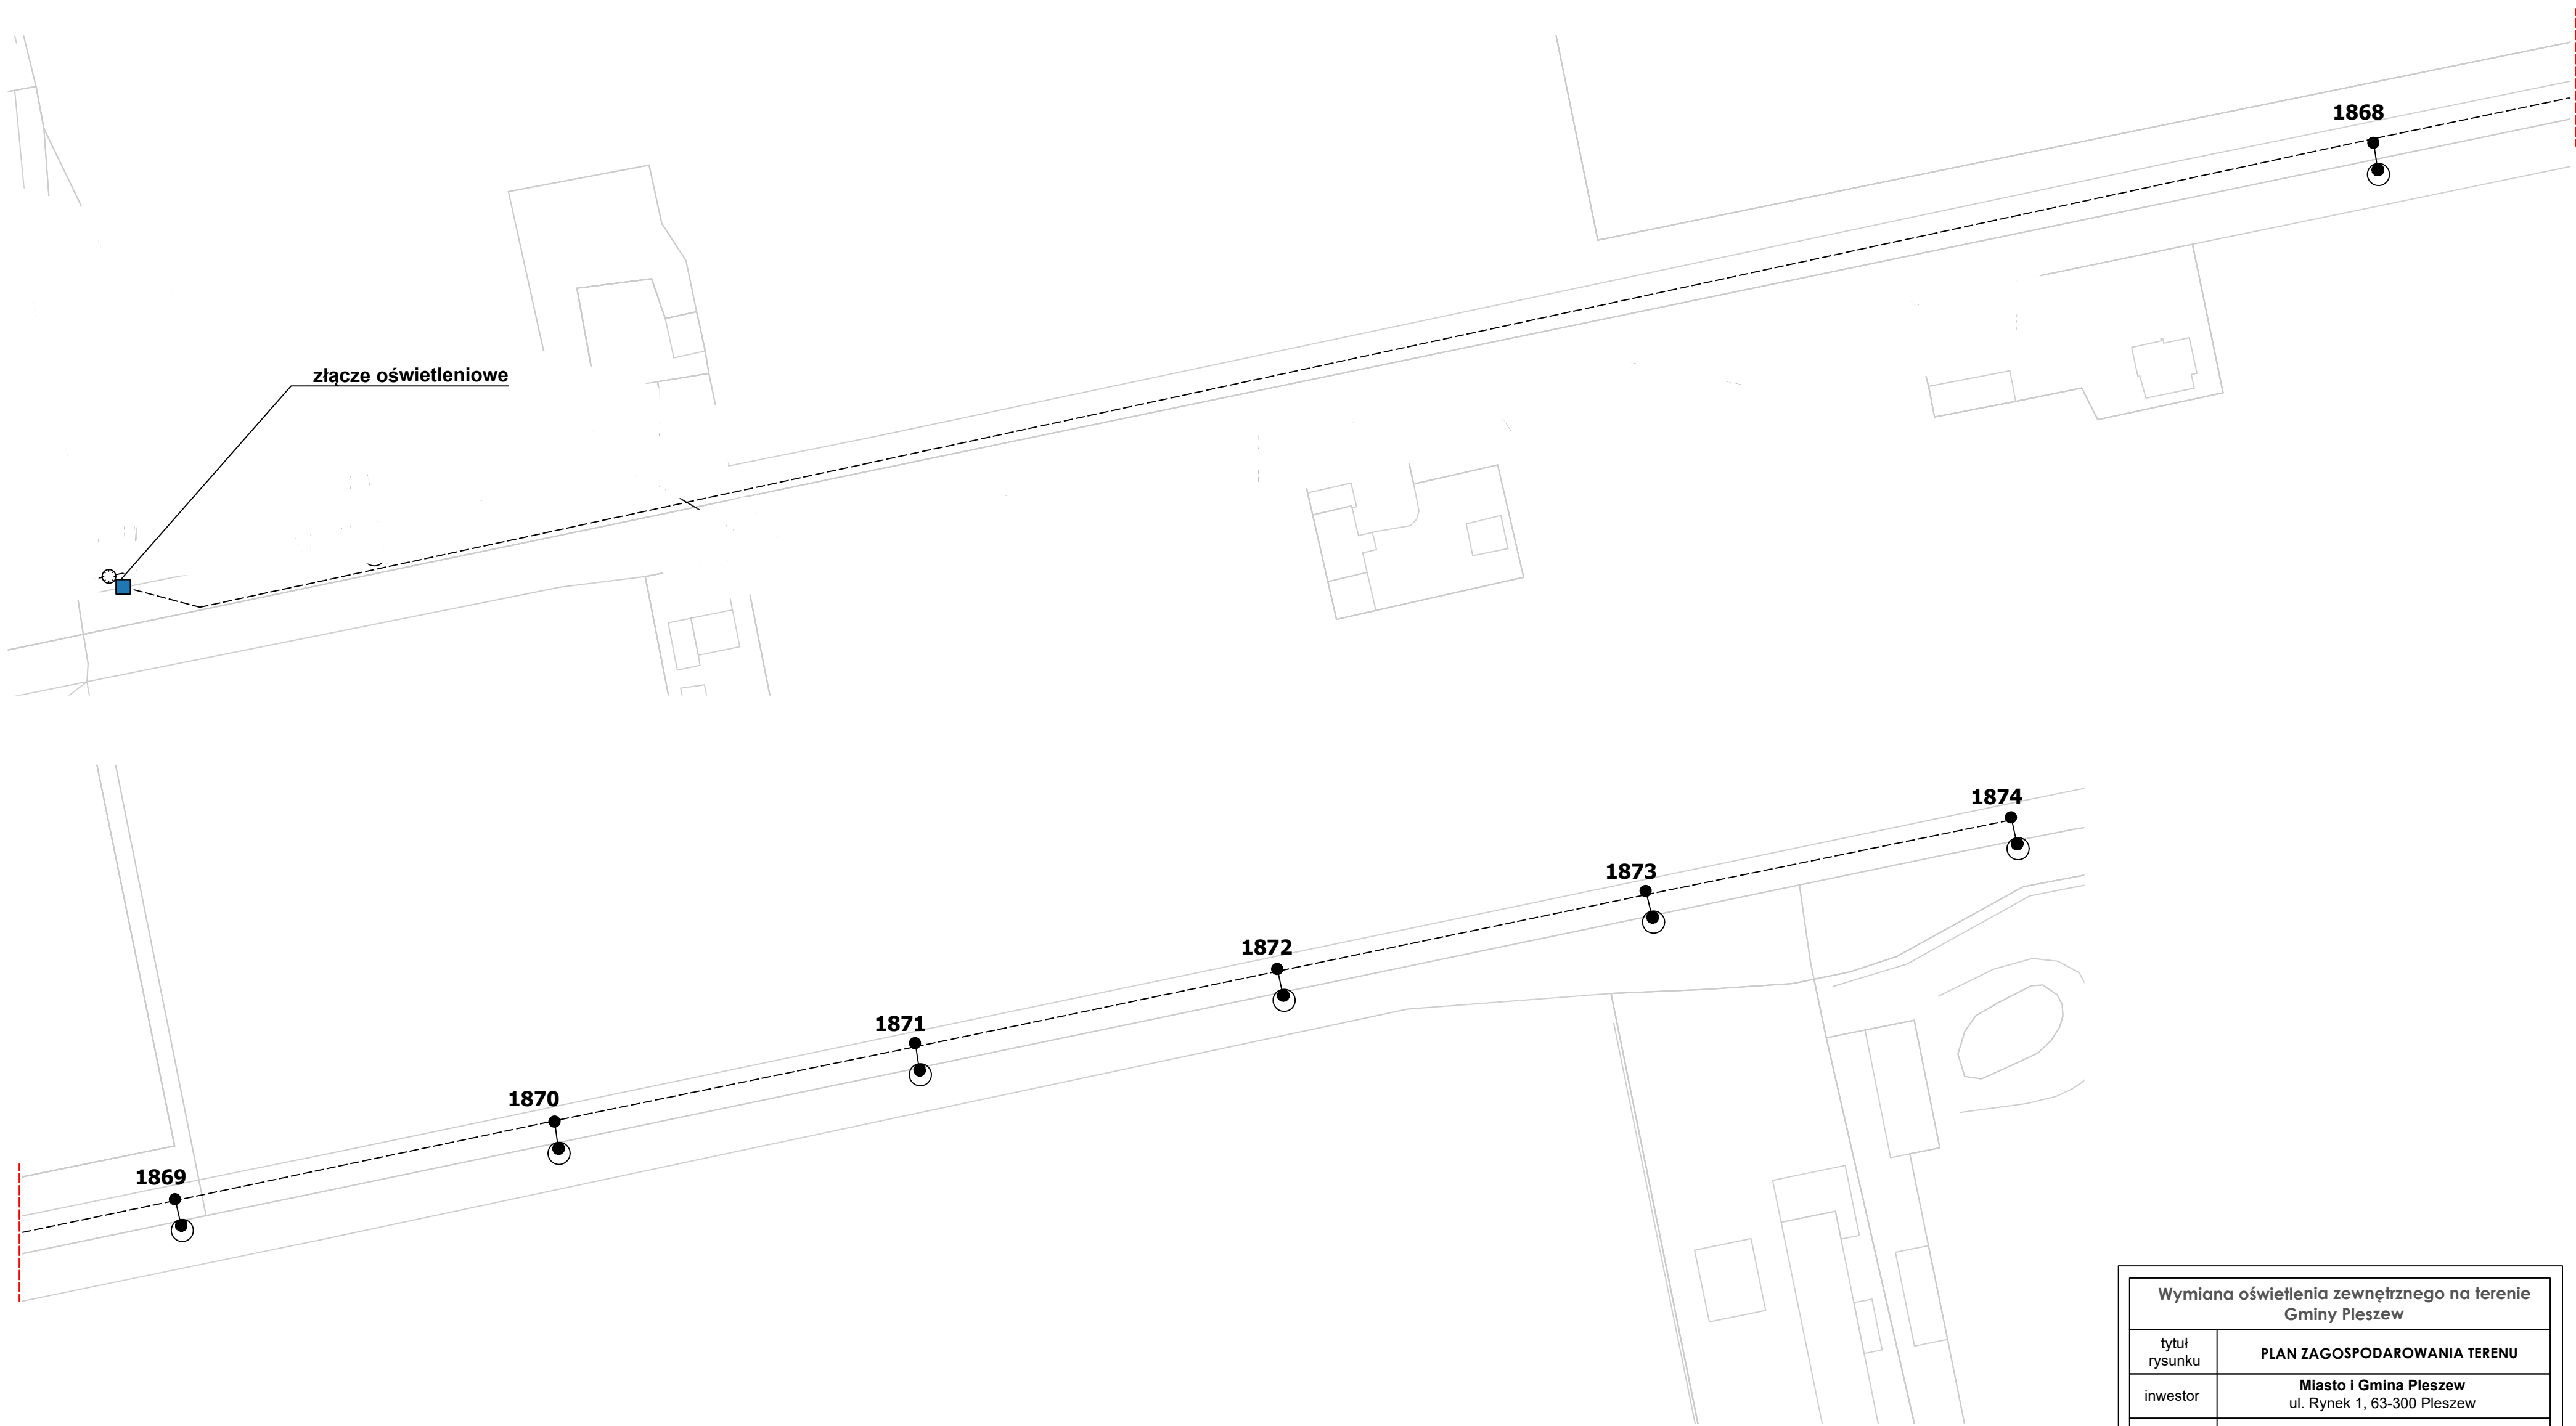 1868
złącze oświetleniowe
1874
1873
1872
1871
1870
1869
Wymiana oświetlenia zewnętrznego na terenie
Gminy Pleszew
tytuł
rysunku
PLAN ZAGOSPODAROWANIA TERENU
inwestor
Miasto i Gmina Pleszew
ul. Rynek 1, 63-300 Pleszew